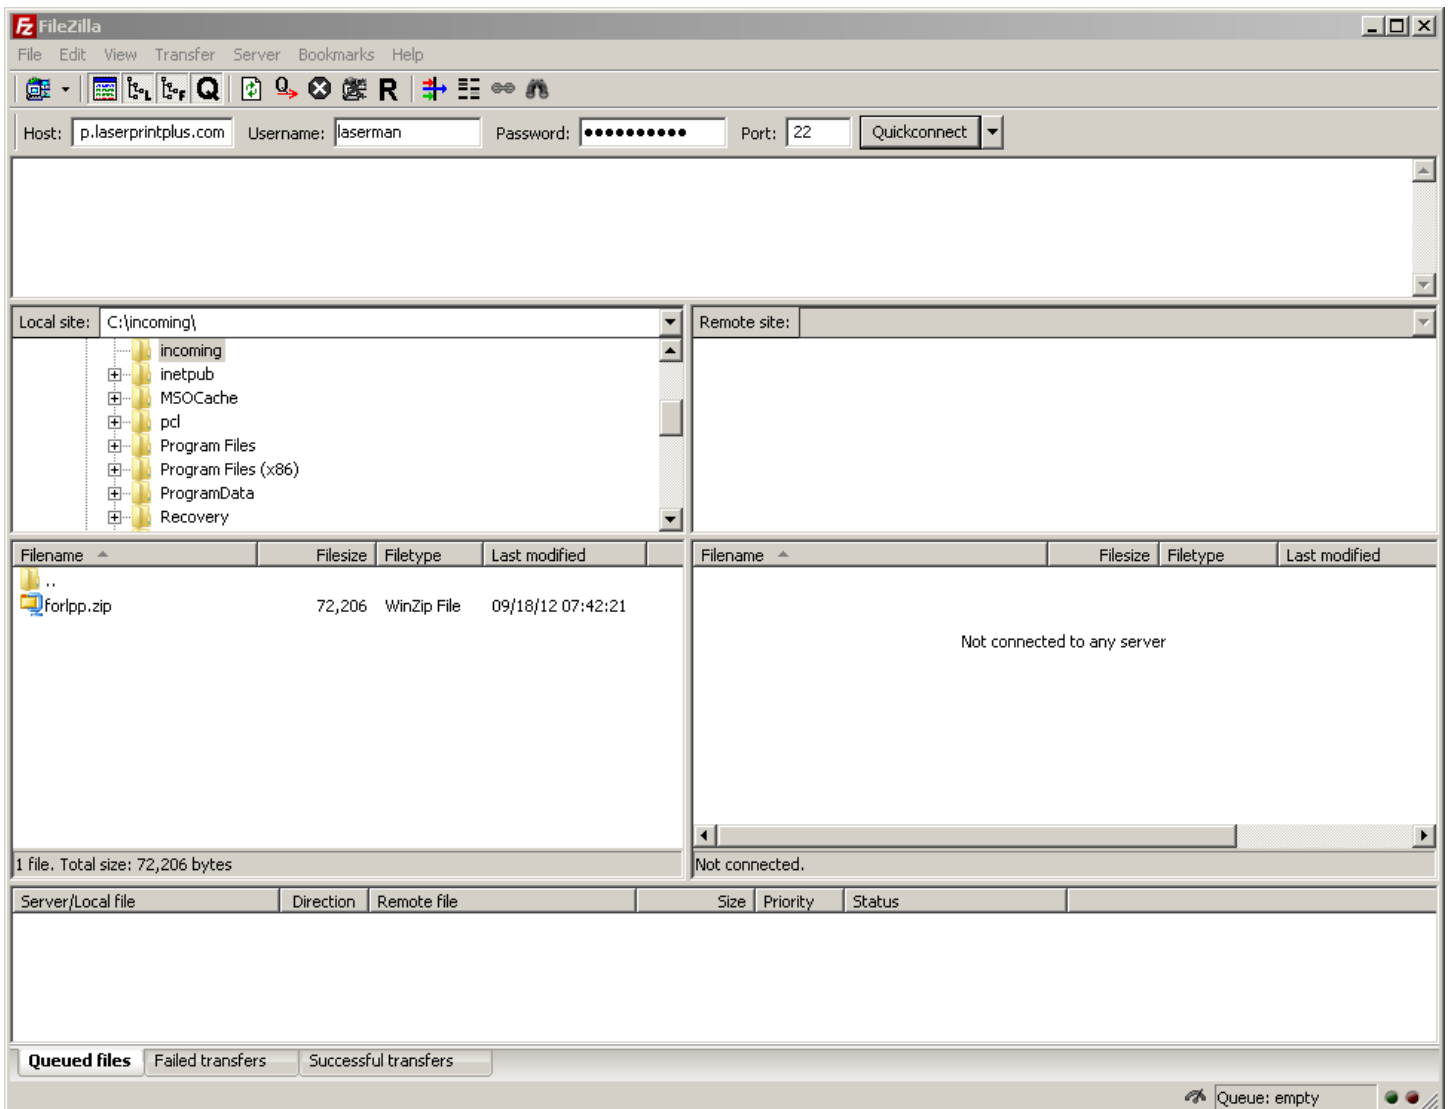 FileZilla
File Edit View Transfer Server Bookmarks Help
Host: p.laserprintplus.com Username: laserman Password: ●●●●●●●●●● Port: 22 Quickconnect
Local site: C:\incoming\
incoming
inetpub
MSOCache
pcl
Program Files
Program Files (x86)
ProgramData
Recovery
Remote site:
Filename Filesize Filetype Last modified
..
forlpp.zip 72,206 WinZip File 09/18/12 07:42:21
1 file. Total size: 72,206 bytes
Filename Filesize Filetype Last modified
Not connected to any server
Not connected.
Server/Local file Direction Remote file Size Priority Status
Queued files Failed transfers Successful transfers
Queue: empty